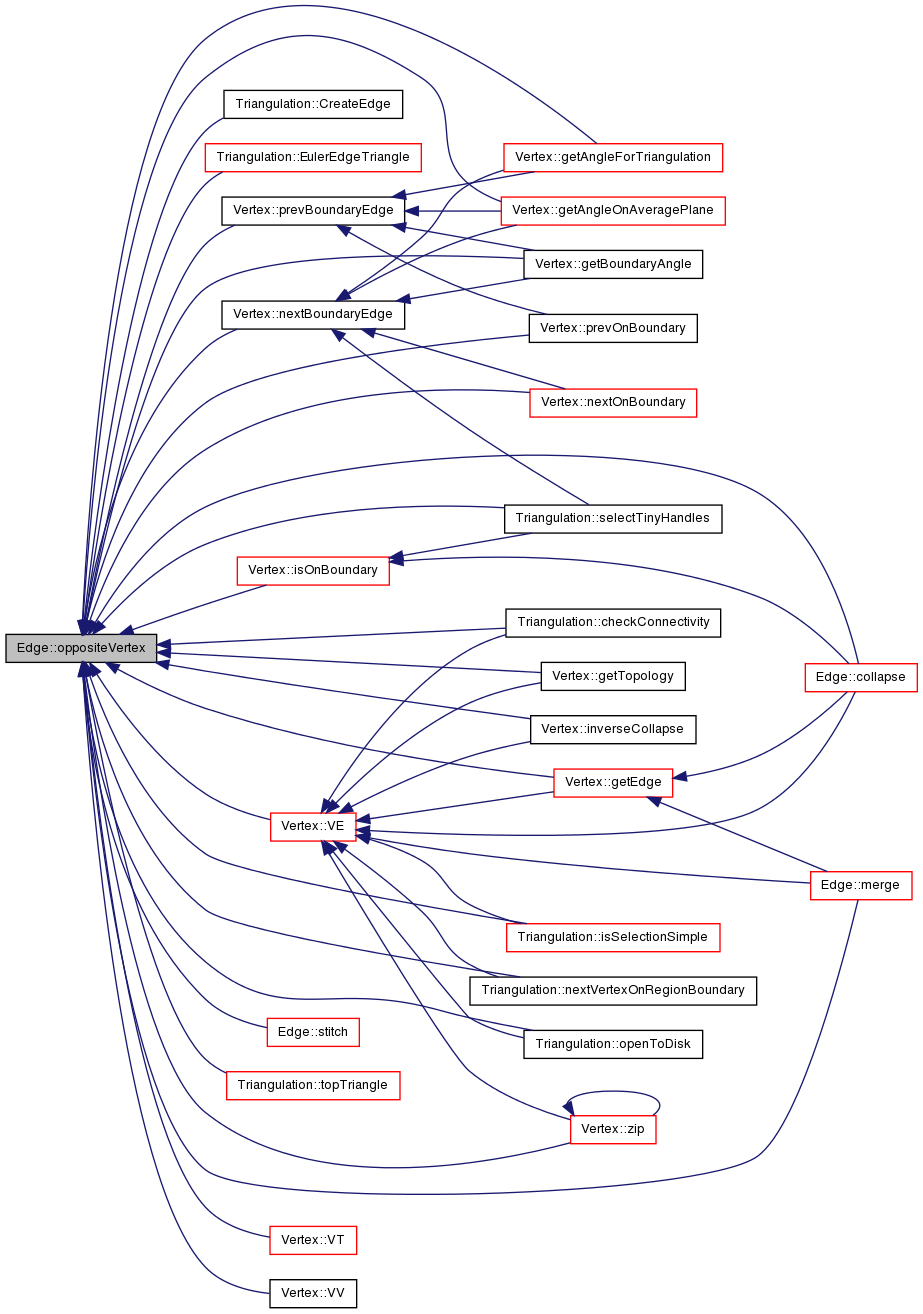 Triangulation::CreateEdge
Triangulation::EulerEdgeTriangle
Vertex::getAngleForTriangulation
Vertex::prevBoundaryEdge
Vertex::getAngleOnAveragePlane
Vertex::getBoundaryAngle
Vertex::nextBoundaryEdge
Vertex::prevOnBoundary
Vertex::nextOnBoundary
Triangulation::selectTinyHandles
Vertex::isOnBoundary
Triangulation::checkConnectivity
Edge::oppositeVertex
Vertex::getTopology
Edge::collapse
Vertex::inverseCollapse
Vertex::getEdge
Vertex::VE
Edge::merge
Triangulation::isSelectionSimple
Triangulation::nextVertexOnRegionBoundary
Edge::stitch
Triangulation::openToDisk
Triangulation::topTriangle
Vertex::zip
Vertex::VT
Vertex::VV